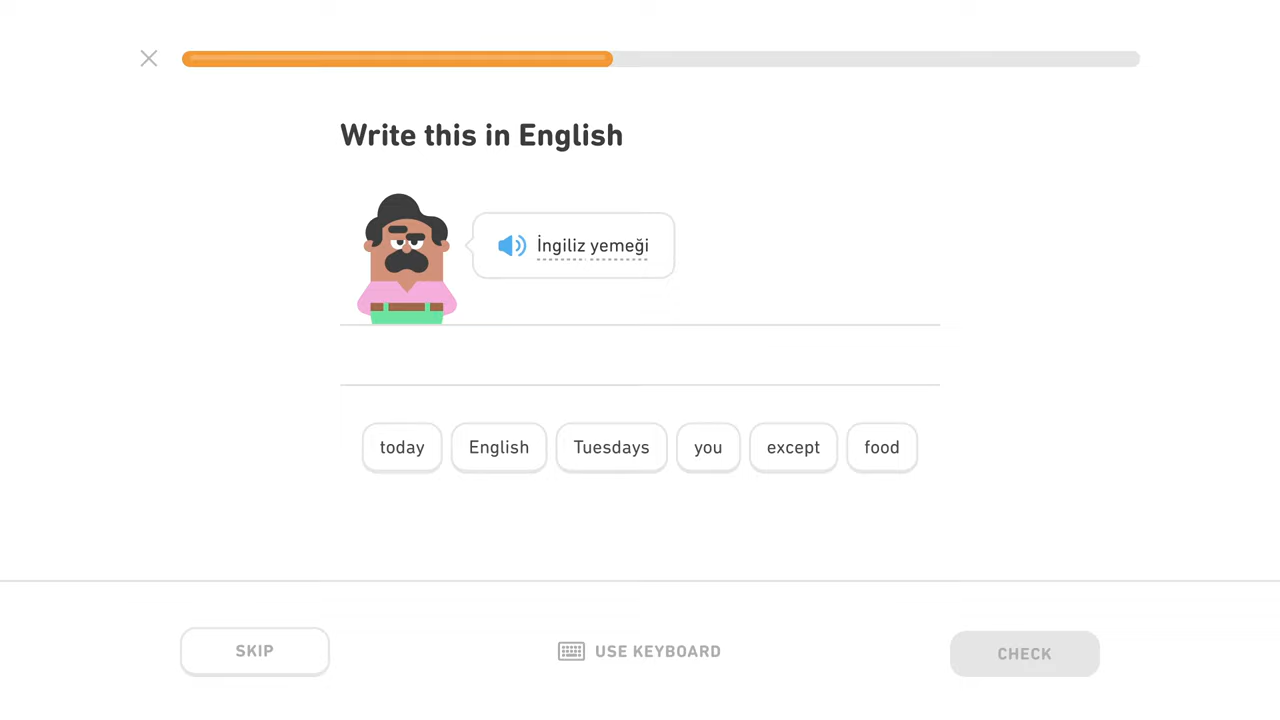 Write this in English
İngiliz yemeği
today English Tuesdays you except food
SKIP USE KEYBOARD CHECK